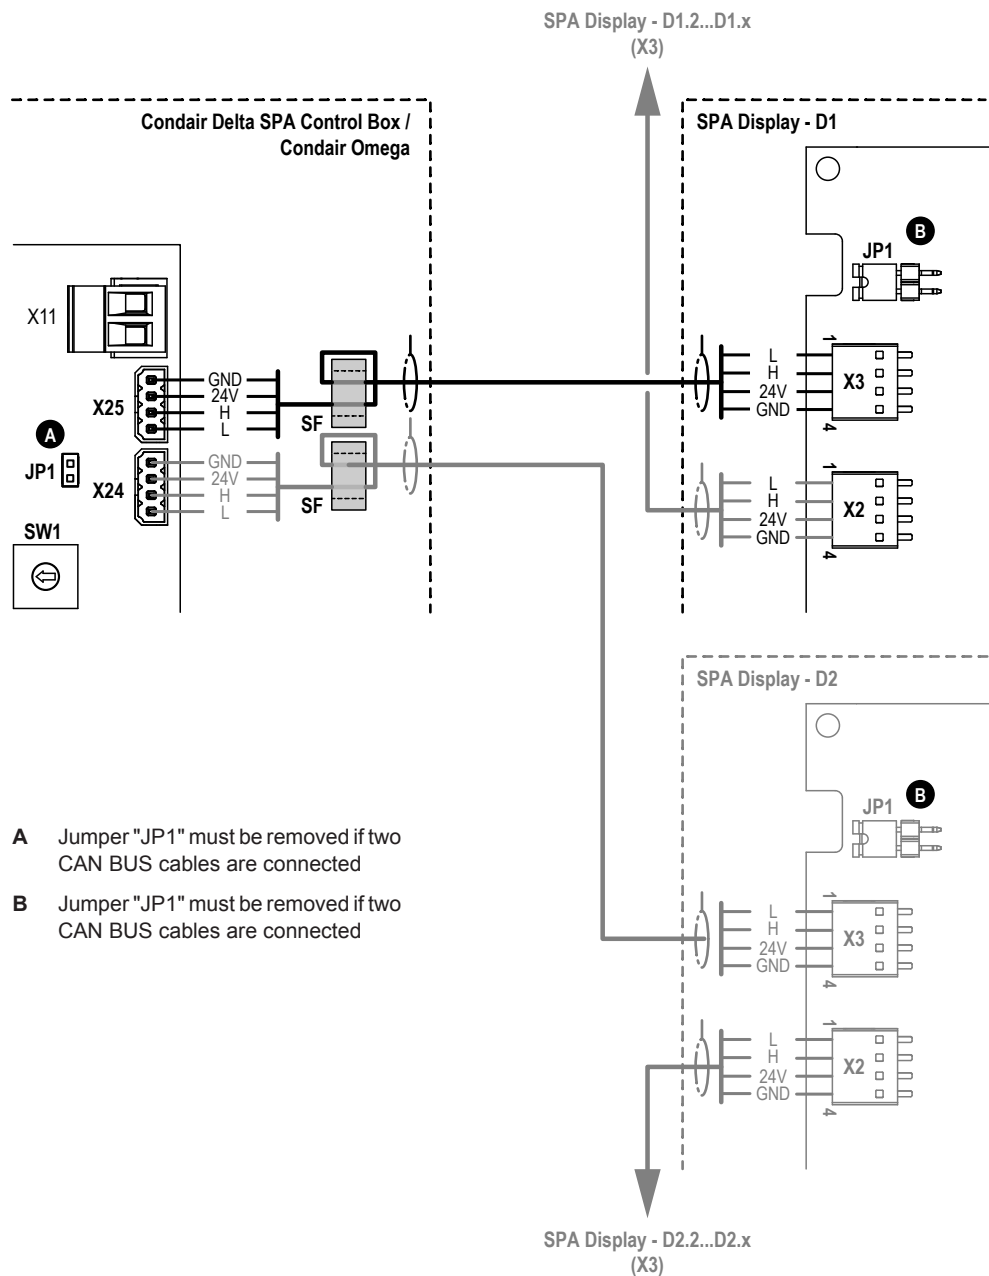 SPA Display - D1.2...D1.x
(X3)
Condair Delta SPA Control Box /
Condair Omega
SPA Display - D1
B
JP1
X11
1
X25
GND
24V
H
L
SF
L
H
24V
GND
X3
4
A
JP1
X24
GND
24V
H
L
SF
1
L
H
24V
GND
X2
4
SW1
SPA Display - D2
B
JP1
A Jumper "JP1" must be removed if two
CAN BUS cables are connected
B Jumper "JP1" must be removed if two
CAN BUS cables are connected
1
L
H
24V
GND
X3
4
1
L
H
24V
GND
X2
4
SPA Display - D2.2...D2.x
(X3)